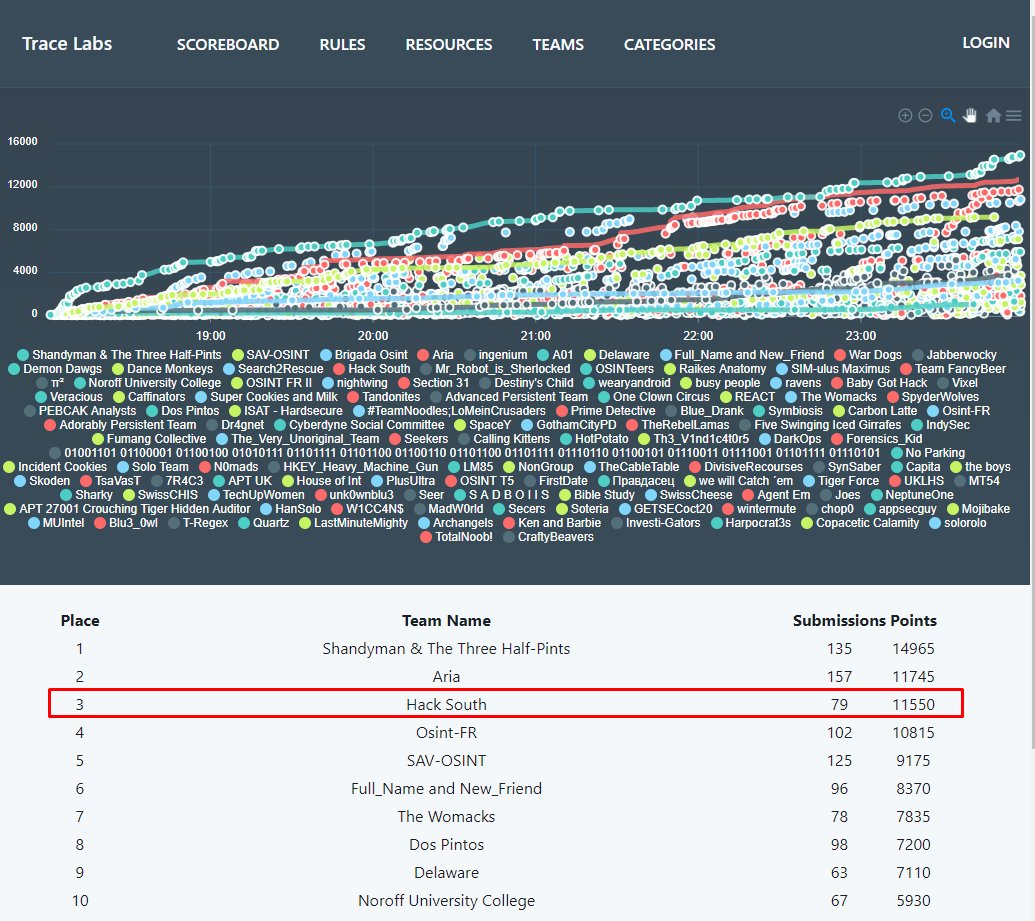 Trace Labs SCOREBOARD RULES RESOURCES TEAMS CATEGORIES LOGIN
16000
12000
8000
4000
0
19:00 20:00 21:00 22:00 23:00
Shandyman & The Three Half-Pints SAV-OSINT Brigada Osint Aria ingenium A01 Delaware Full_Name and New_Friend War Dogs Jabberwocky
Demon Dawgs Dance Monkeys Search2Rescue Hack South Mr_Robot_is_Sherlocked OSINTeers Raikes Anatomy SIM-ulus Maximus Team FancyBeer
π² Noroff University College OSINT FR II nightwing Section 31 Destiny's Child wearyandroid busy people ravens Baby Got Hack Vixel
Veracious Caffinators Super Cookies and Milk Tandonites Advanced Persistent Team One Clown Circus REACT The Womacks SpyderWolves
PEBCAK Analysts Dos Pintos ISAT - Hardsecure #TeamNoodles;LoMeinCrusaders Prime Detective Blue_Drank Symbiosis Carbon Latte Osint-FR
Adorably Persistent Team Dr4gnet Cyberdyne Social Committee SpaceY GothamCityPD TheRebelLamas Five Swinging Iced Girrafes IndySec
Fumang Collective The_Very_Unoriginal_Team Seekers Calling Kittens HotPotato Th3_V1nd1c4t0r5 DarkOps Forensics_Kid
01001101 01100001 01100100 01010111 01101111 01101100 01100110 01101100 01101111 01110110 01100101 01110011 01111001 01101111 01110101 No Parking
Incident Cookies Solo Team N0mads HKEY_Heavy_Machine_Gun LM85 NonGroup TheCableTable DivisiveRecourses SynSaber Capita the boys
Skoden TsaVasT 7R4C3 APT UK House of Int PlusUltra OSINT T5 FirstDate Правдасец we will Catch ´em Tiger Force UKLHS MT54
Sharky SwissCHIS TechUpWomen unk0wnblu3 Seer S A D B O I I S Bible Study SwissCheese Agent Em Joes NeptuneOne
APT 27001 Crouching Tiger Hidden Auditor HanSolo W1CC4N$ MadW0rld Secers Soteria GETSECoct20 wintermute chop0 appsecguy Mojibake
MUIntel Blu3_0wl T-Regex Quartz LastMinuteMighty Archangels Ken and Barbie Investi-Gators Harpocrat3s Copacetic Calamity solorolo
TotalNoob! CraftyBeavers
Place Team Name Submissions Points
1 Shandyman & The Three Half-Pints 135 14965
2 Aria 157 11745
3 Hack South 79 11550
4 Osint-FR 102 10815
5 SAV-OSINT 125 9175
6 Full_Name and New_Friend 96 8370
7 The Womacks 78 7835
8 Dos Pintos 98 7200
9 Delaware 63 7110
10 Noroff University College 67 5930